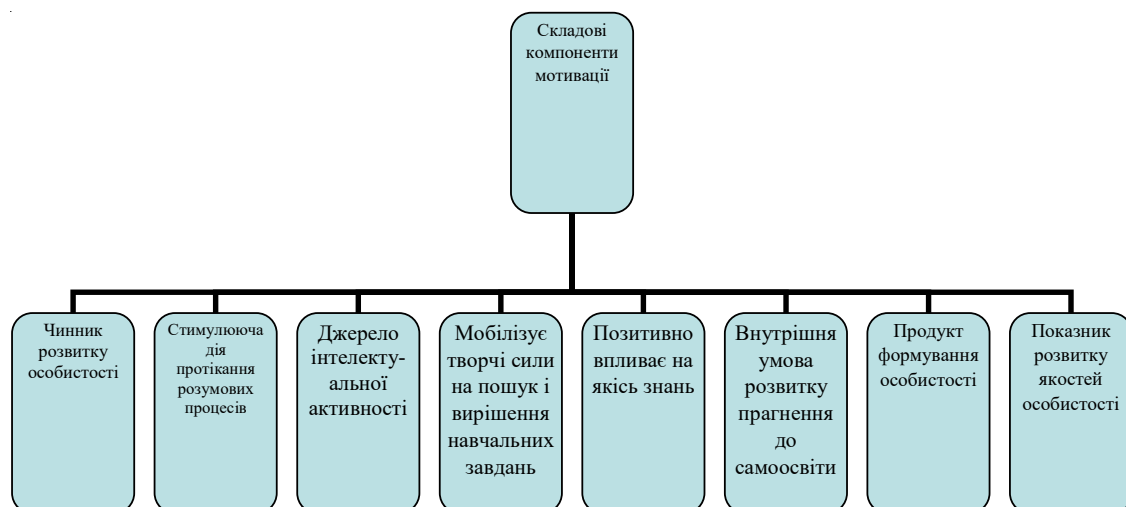 Складові
компоненти
мотивації
Чинник
розвитку
особистості
Стимулююча
дія
протікання
розумових
процесів
Джерело
інтелекту-
альної
активності
Мобілізує
творчі сили
на пошук і
вирішення
навчальних
завдань
Позитивно
впливає на
якісь знань
Внутрішня
умова
розвитку
прагнення
до
самоосвіти
Продукт
формування
особистості
Показник
розвитку
якостей
особистості